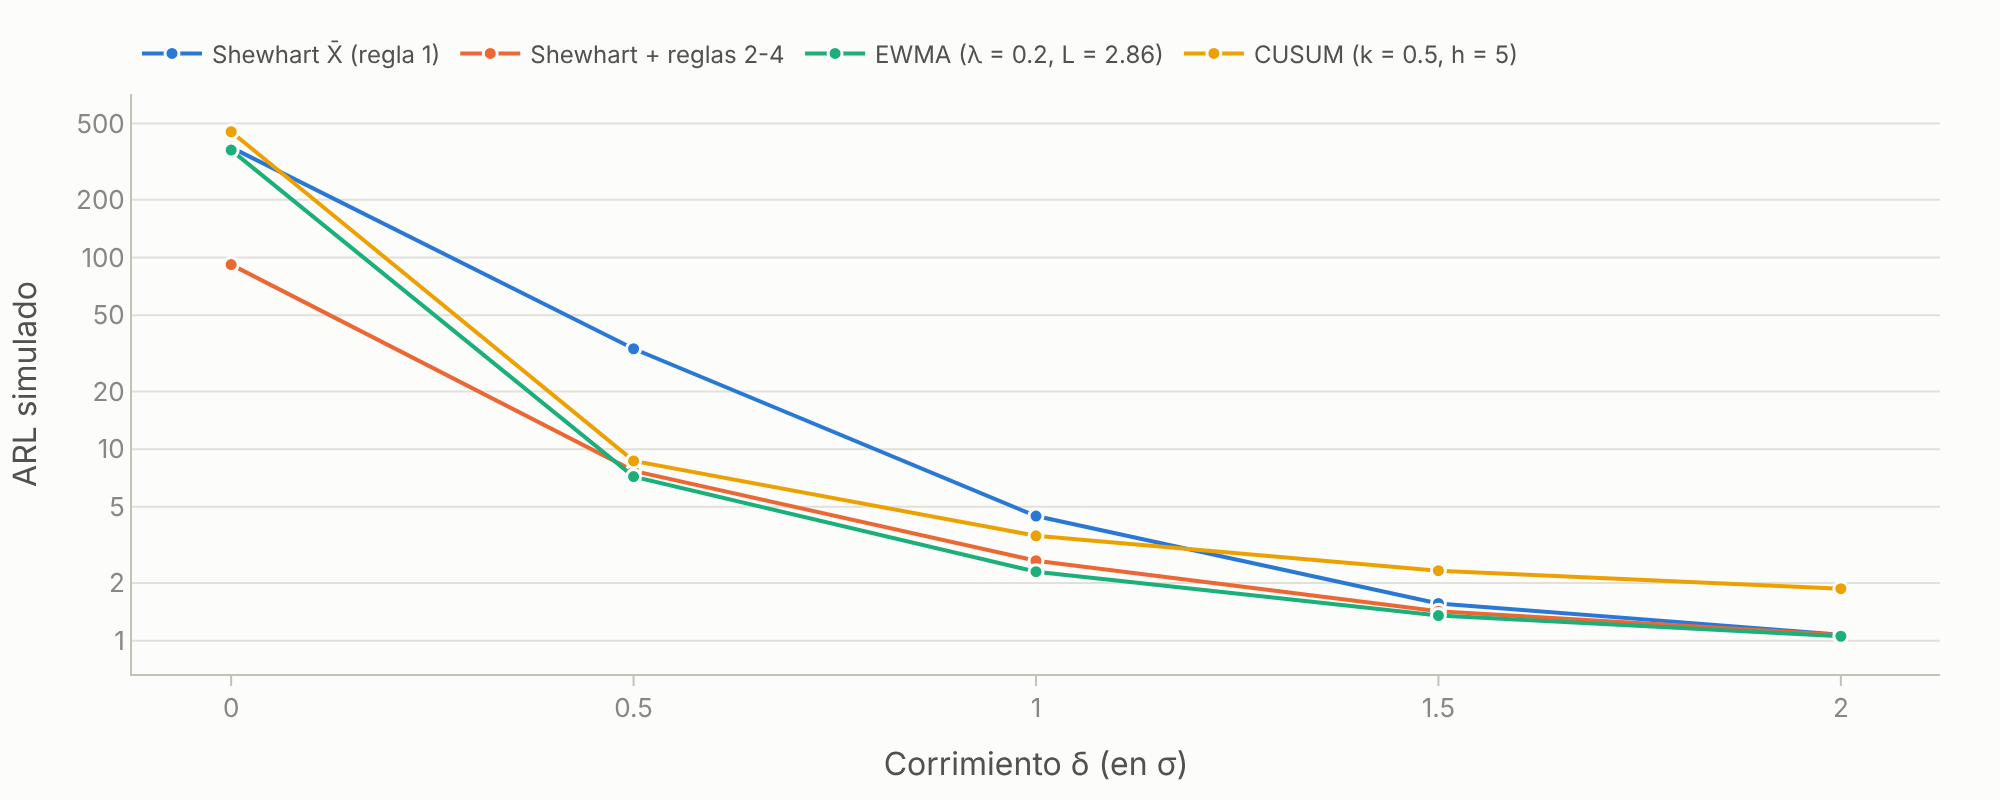 Shewhart X̄ (regla 1) Shewhart + reglas 2-4 EWMA (λ = 0.2, L = 2.86) CUSUM (k = 0.5, h = 5)
ARL simulado
500
200
100
50
20
10
5
2
1
0 0.5 1 1.5 2
Corrimiento δ (en σ)